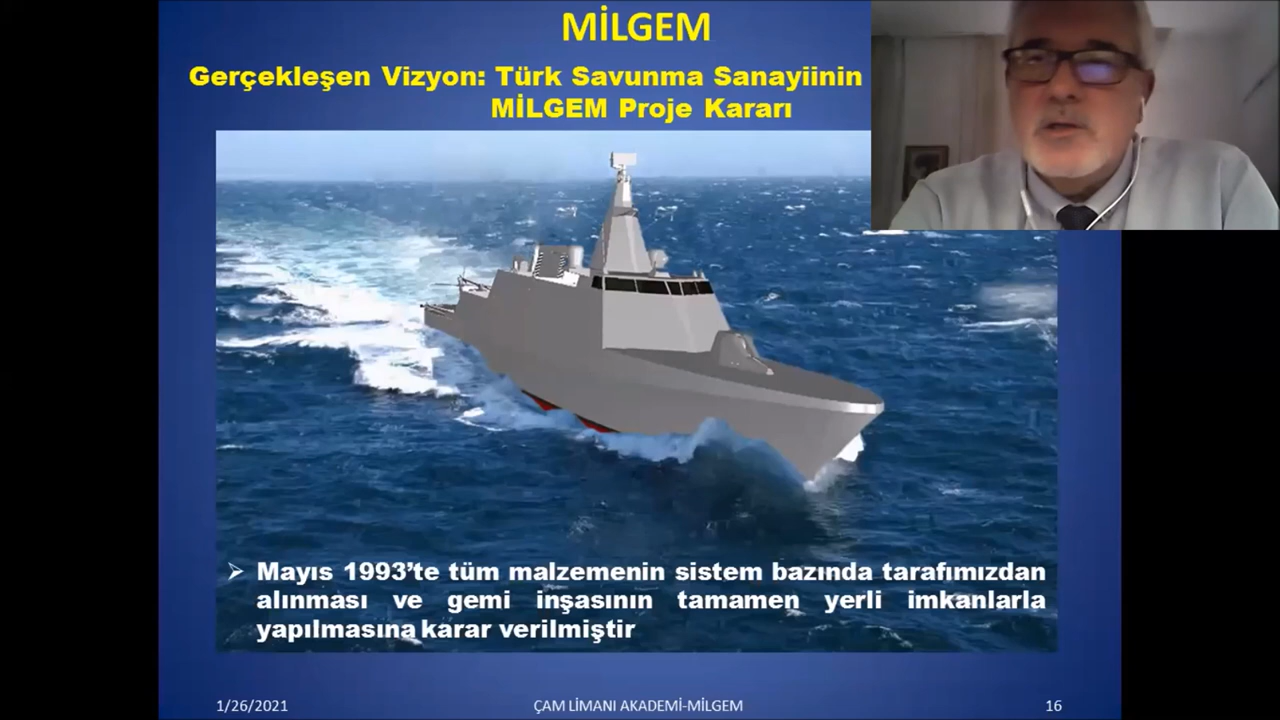 MİLGEM
Gerçekleşen Vizyon: Türk Savunma Sanayiinin
MİLGEM Proje Kararı
➢ Mayıs 1993’te tüm malzemenin sistem bazında tarafımızdan
alınması ve gemi inşasının tamamen yerli imkanlarla
yapılmasına karar verilmiştir
1/26/2021
ÇAM LİMANI AKADEMİ-MİLGEM
16